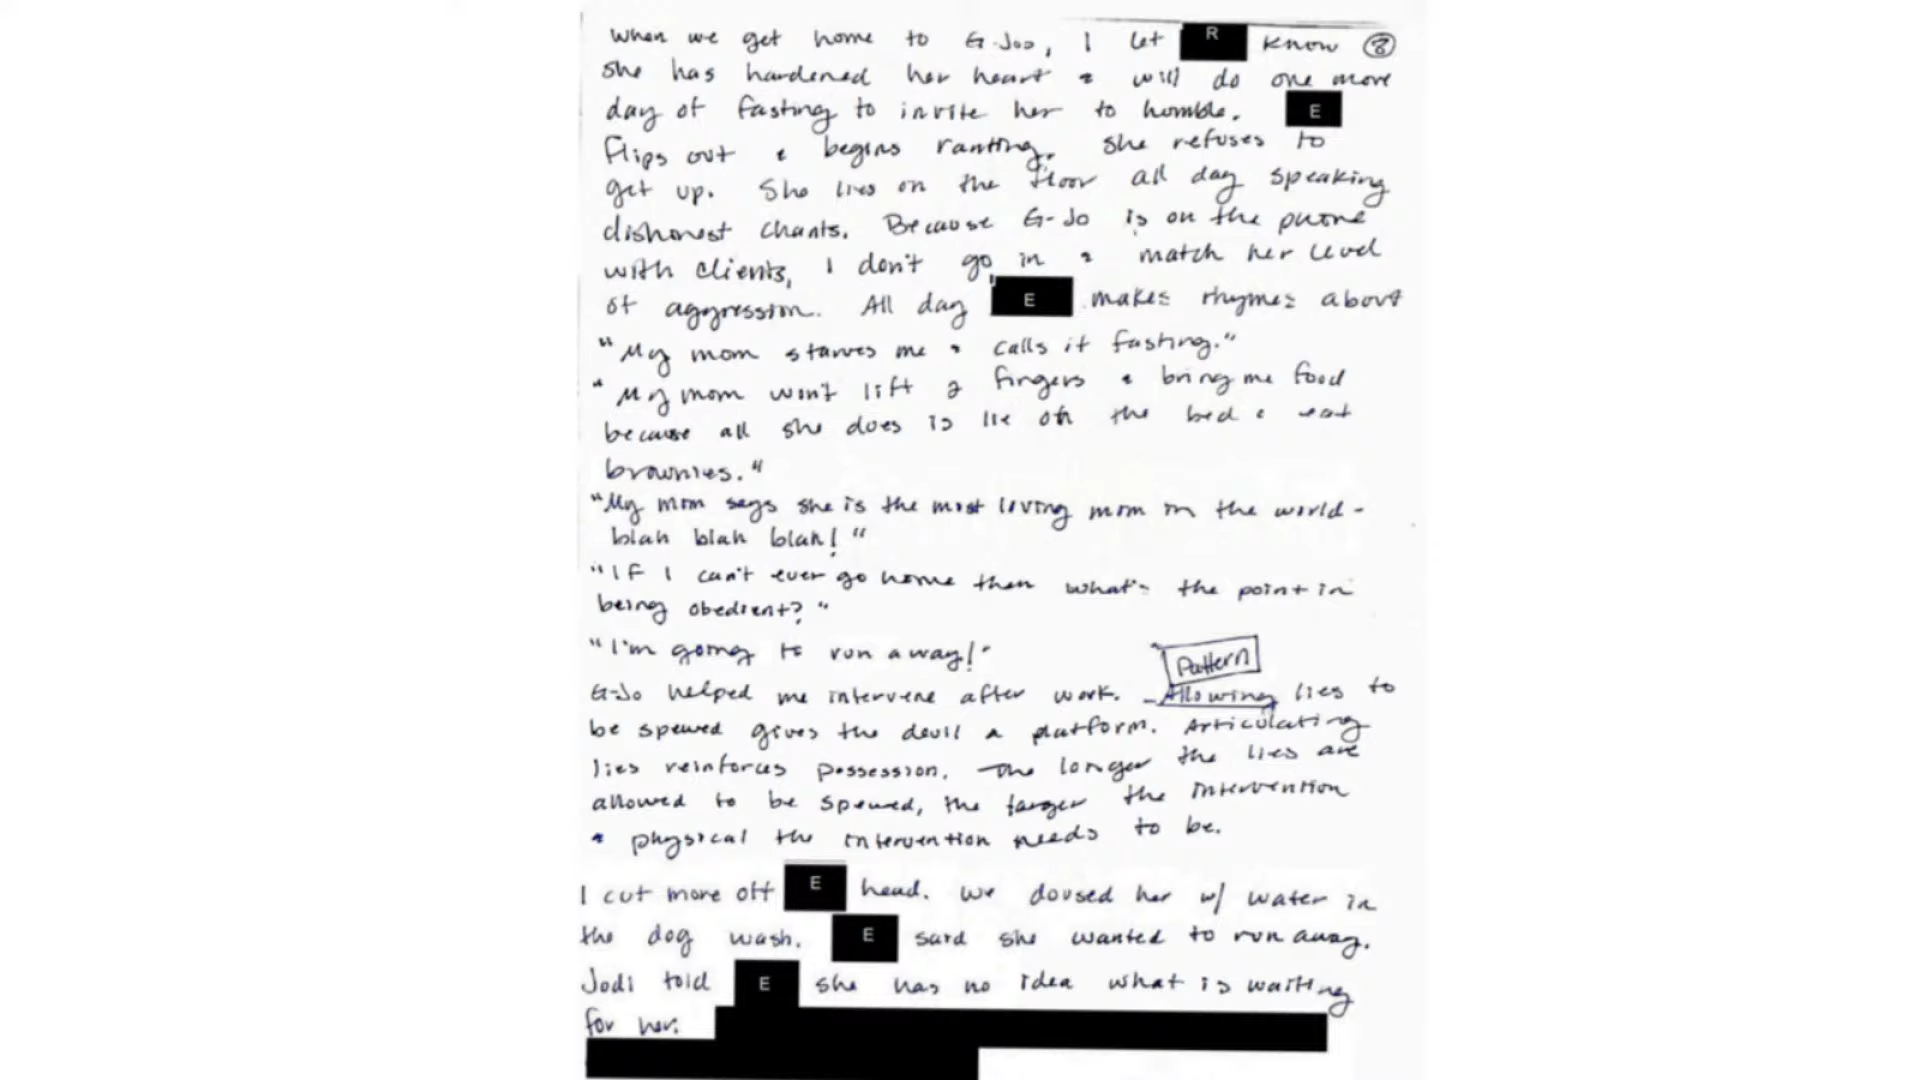 When we get home to G-Joo, I let R know 8
she has hardened her heart & will do one more
day of fasting to invite her to humble. E
flips out & begins ranting. She refuses to
get up. She lies on the floor all day speaking
dishonest chants. Because G-Jo is on the phone
with clients, I don't go in & match her level
of aggression. All day E makes rhymes about
"My mom starves me & calls it fasting."
"My mom won't lift 2 fingers & bring me food
because all she does is lie on the bed & eat
brownies."
"My mom says she is the most loving mom in the world-
blah blah blah!"
"If I can't ever go home then what's the point in
being obedient?"
"I'm going to run away!"
Pattern
G-Jo helped me intervene after work. - Allowing lies to
be spewed gives the devil a platform. Articulating
lies reinforces possession. The longer the lies are
allowed to be spewed, the larger the intervention
& physical the intervention needs to be.
I cut more off E head. We doused her w/ water in
the dog wash. E said she wanted to run away.
Jodi told E she has no idea what is waiting
for her.